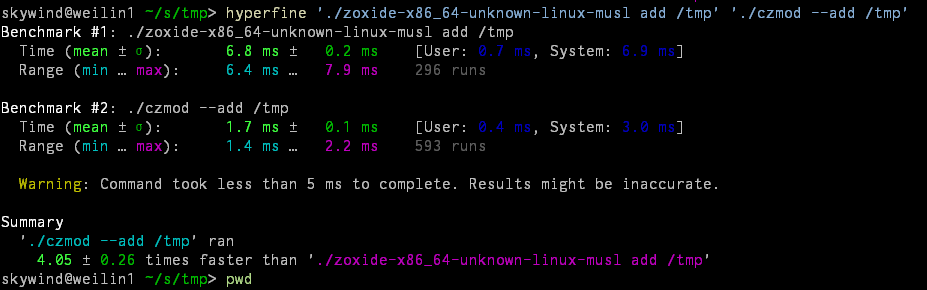 skywind@weilin1 ~/s/tmp> hyperfine './zoxide-x86_64-unknown-linux-musl add /tmp' './czmod --add /tmp'
Benchmark #1: ./zoxide-x86_64-unknown-linux-musl add /tmp
  Time (mean ± σ):       6.8 ms ±   0.2 ms    [User: 0.7 ms, System: 6.9 ms]
  Range (min … max):     6.4 ms …   7.9 ms    296 runs

Benchmark #2: ./czmod --add /tmp
  Time (mean ± σ):       1.7 ms ±   0.1 ms    [User: 0.4 ms, System: 3.0 ms]
  Range (min … max):     1.4 ms …   2.2 ms    593 runs

  Warning: Command took less than 5 ms to complete. Results might be inaccurate.

Summary
  './czmod --add /tmp' ran
    4.05 ± 0.26 times faster than './zoxide-x86_64-unknown-linux-musl add /tmp'
skywind@weilin1 ~/s/tmp> pwd